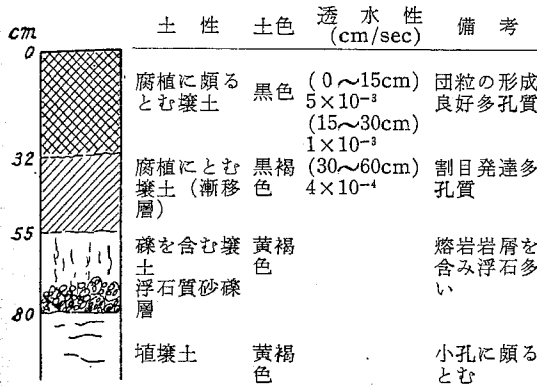 cm
土性 土色 透水性 (cm/sec) 備考
0
腐植に頗る
とむ壌土
黒色
(0～15cm)
5×10⁻³
(15～30cm)
1×10⁻³
団粒の形成
良好多孔質
32
腐植にとむ
壌土（漸移
層）
黒褐
色
(30～60cm)
4×10⁻⁴
割目発達多
孔質
55
礫を含む壌
土
浮石質砂礫
層
黄褐
色
熔岩岩屑を
含み浮石多
い
80
埴壌土
黄褐
色
小孔に頗る
とむ